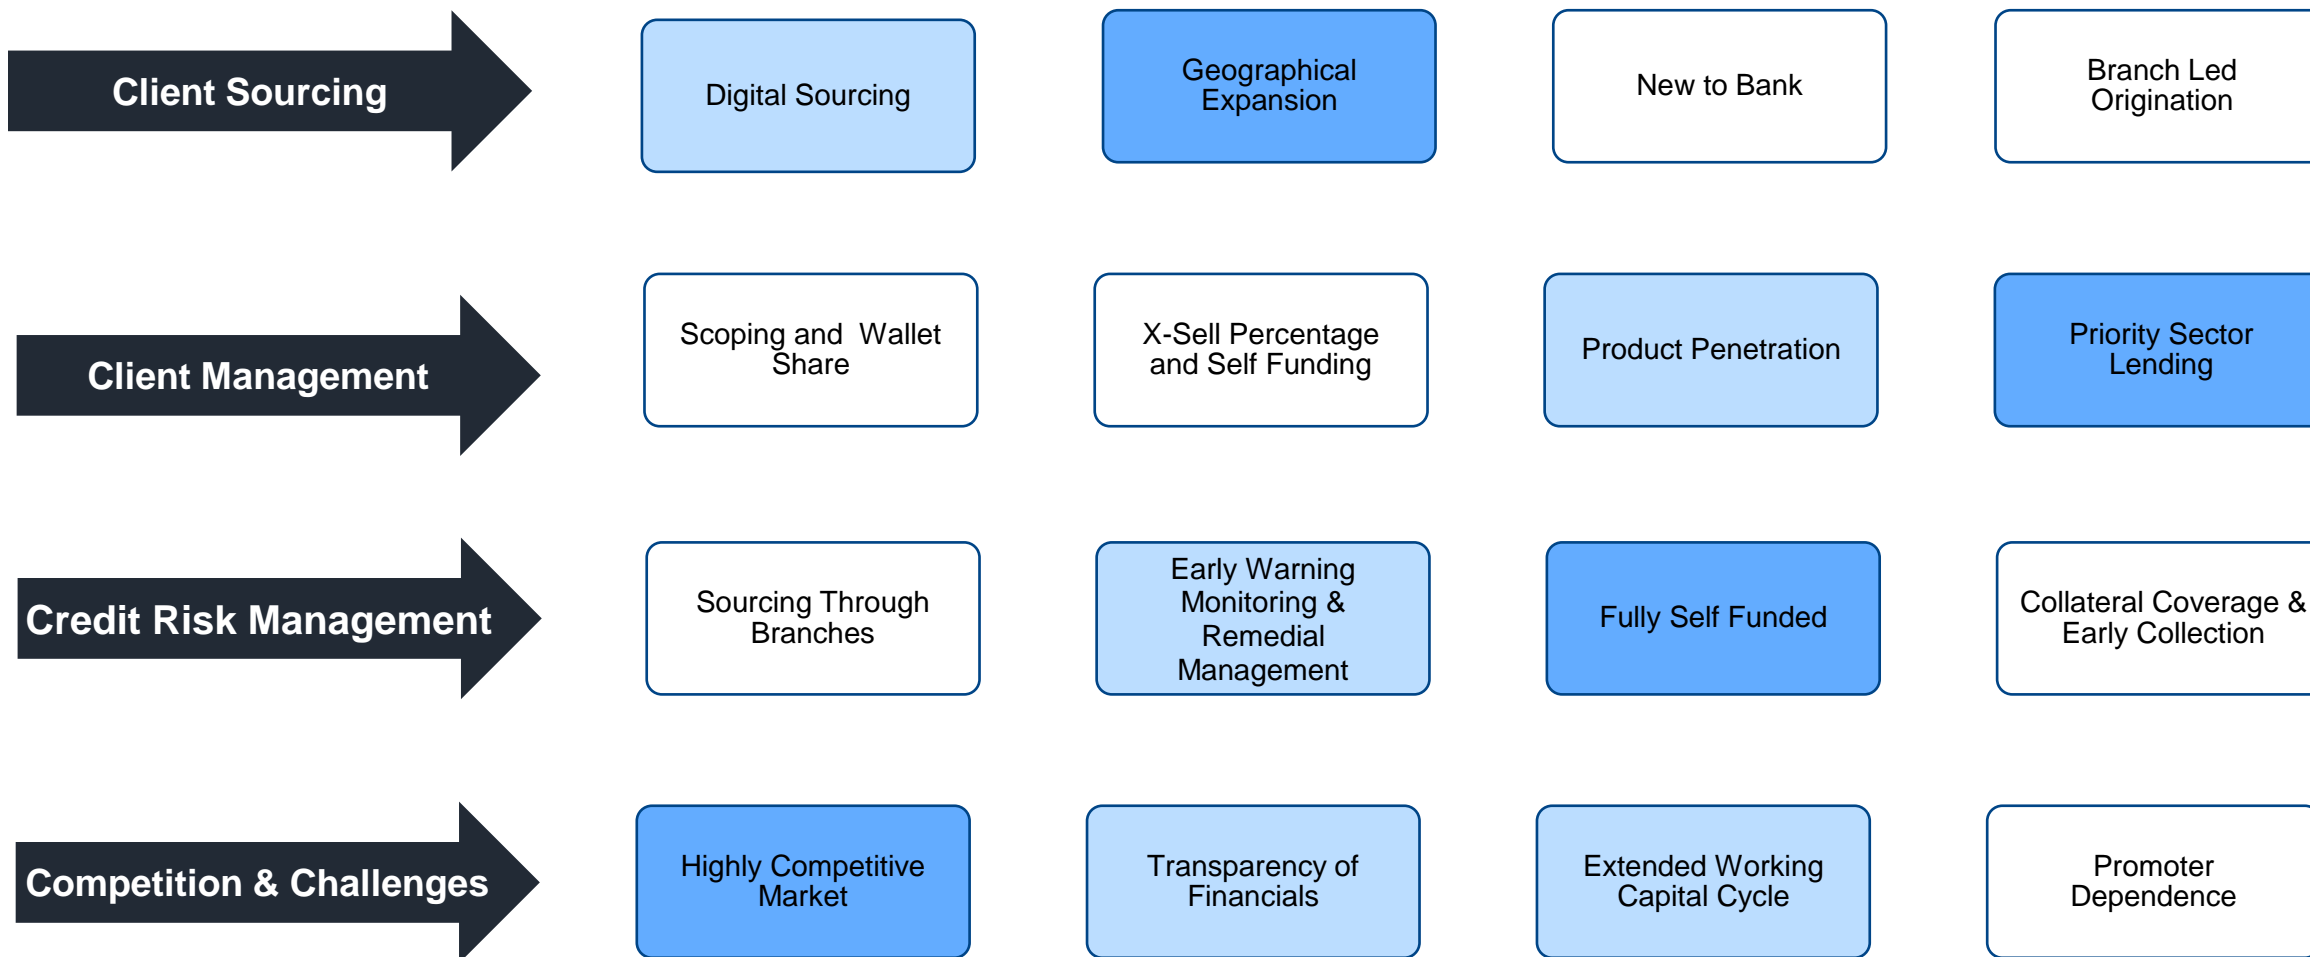 Client Sourcing
Digital Sourcing
Geographical
Expansion
New to Bank
Branch Led
Origination
Client Management
Scoping and  Wallet
Share
X-Sell Percentage
and Self Funding
Product Penetration
Priority Sector
Lending
Credit Risk Management
Sourcing Through
Branches
Early Warning
Monitoring &
Remedial
Management
Fully Self Funded
Collateral Coverage &
Early Collection
Competition & Challenges
Highly Competitive
Market
Transparency of
Financials
Extended Working
Capital Cycle
Promoter
Dependence